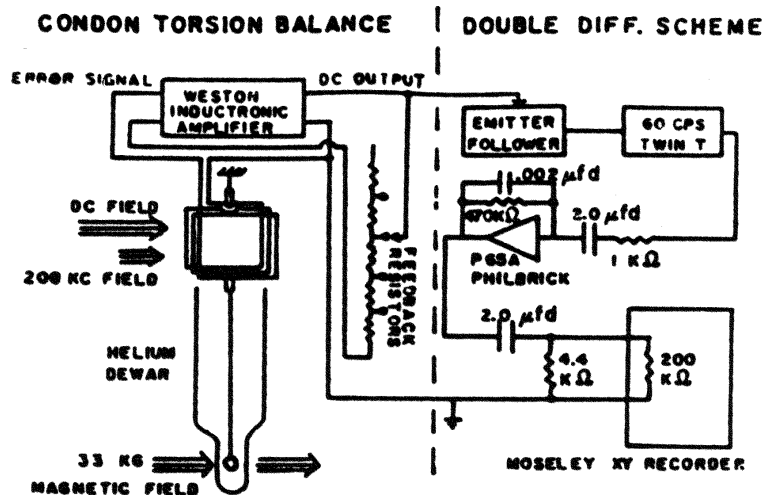 CONDON TORSION BALANCE
DOUBLE DIFF. SCHEME
ERROR SIGNAL
DC OUTPUT
WESTON
INDUCTRONIC
AMPLIFIER
EMITTER
FOLLOWER
60 CPS
TWIN T
.002 μfd
470KΩ
2.0 μfd
1 KΩ
P65A
PHILBRICK
DC FIELD
200 KC FIELD
FEEDBACK
RESISTORS
2.0 μfd
HELIUM
DEWAR
4.4
KΩ
200
KΩ
33 KG
MAGNETIC FIELD
MOSELEY XY RECORDER